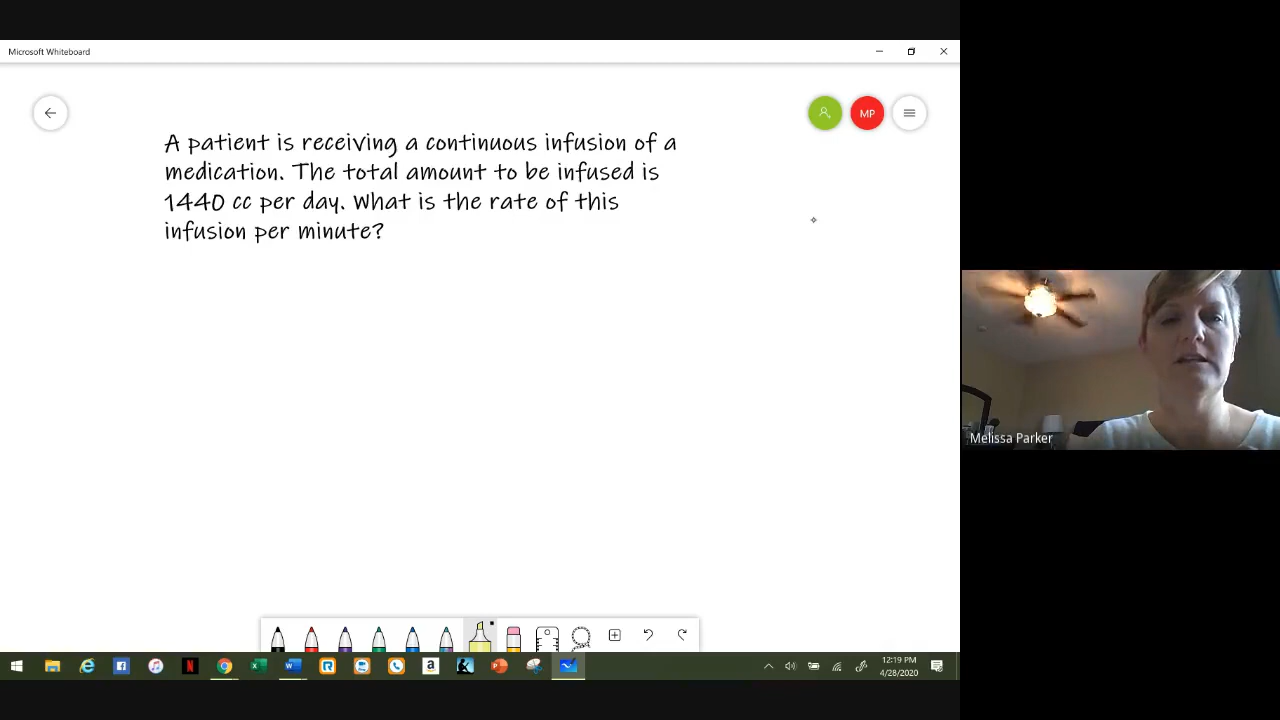 Microsoft Whiteboard
MP
A patient is receiving a continuous infusion of a
medication. The total amount to be infused is
1440 cc per day. What is the rate of this
infusion per minute?
Melissa Parker
12:19 PM
4/28/2020